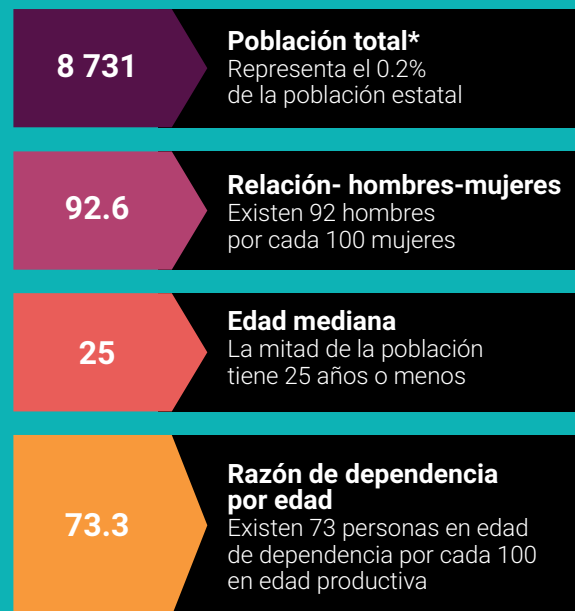 8 731
Población total*
Representa el 0.2%
de la población estatal
92.6
Relación- hombres-mujeres
Existen 92 hombres
por cada 100 mujeres
25
Edad mediana
La mitad de la población
tiene 25 años o menos
73.3
Razón de dependencia
por edad
Existen 73 personas en edad
de dependencia por cada 100
en edad productiva